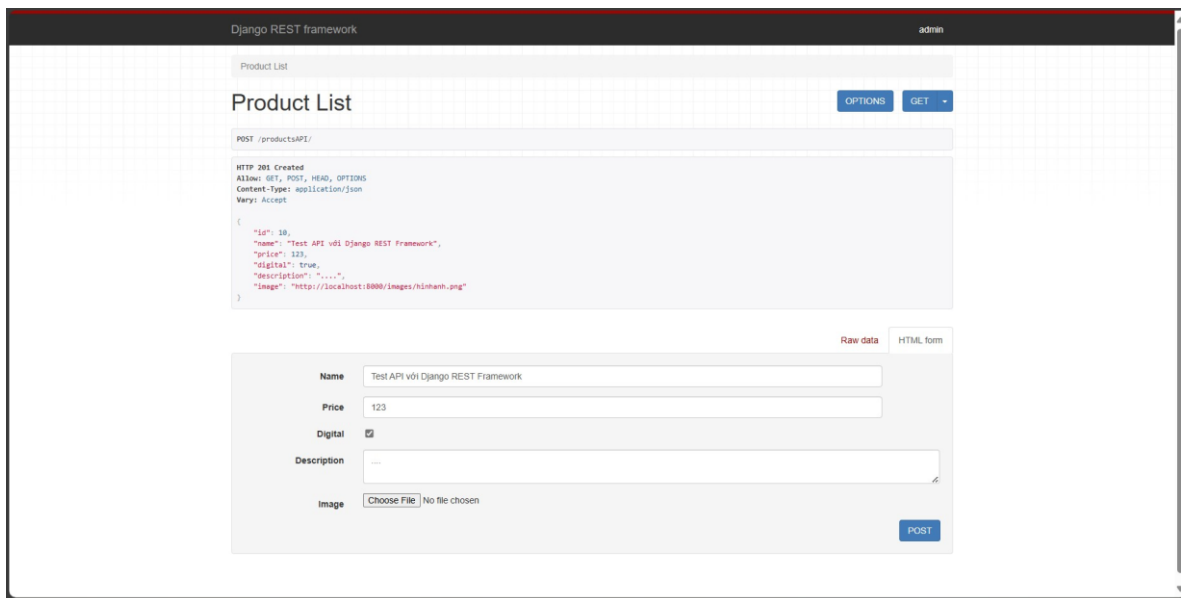 Django REST framework
admin
Product List
Product List
OPTIONS
GET
POST /productsAPI/
HTTP 201 Created
Allow: GET, POST, HEAD, OPTIONS
Content-Type: application/json
Vary: Accept
{
"id": 10,
"name": "Test API với Django REST Framework",
"price": 123,
"digital": true,
"description": "....",
"image": "http://localhost:8000/images/hinhanh.png"
}
Raw data
HTML form
Name
Test API với Django REST Framework
Price
123
Digital
Description
....
Image
Choose File No file chosen
POST